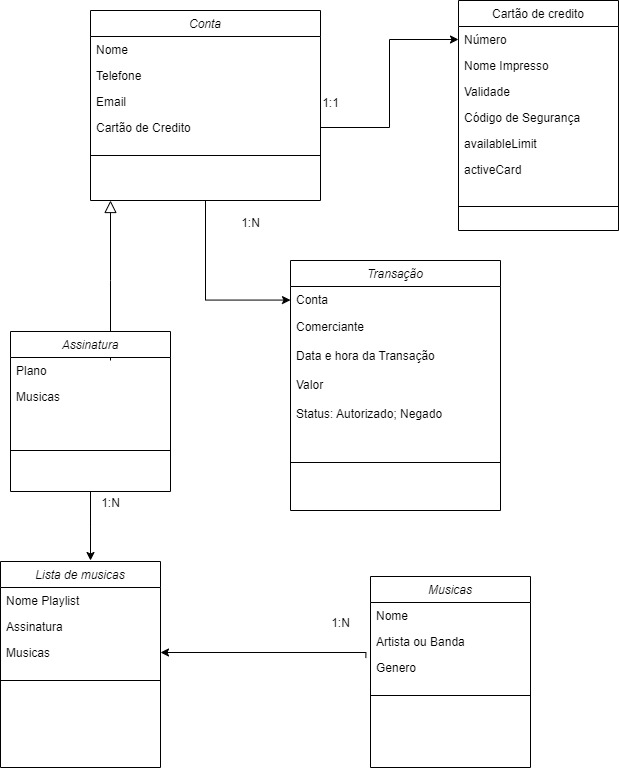 Conta
Nome
Telefone
Email
Cartão de Credito
1:1
Cartão de credito
Número
Nome Impresso
Validade
Código de Segurança
availableLimit
activeCard
1:N
Transação
Conta
Comerciante
Data e hora da Transação
Valor
Status: Autorizado; Negado
Assinatura
Plano
Musicas
1:N
Lista de musicas
Nome Playlist
Assinatura
Musicas
1:N
Musicas
Nome
Artista ou Banda
Genero